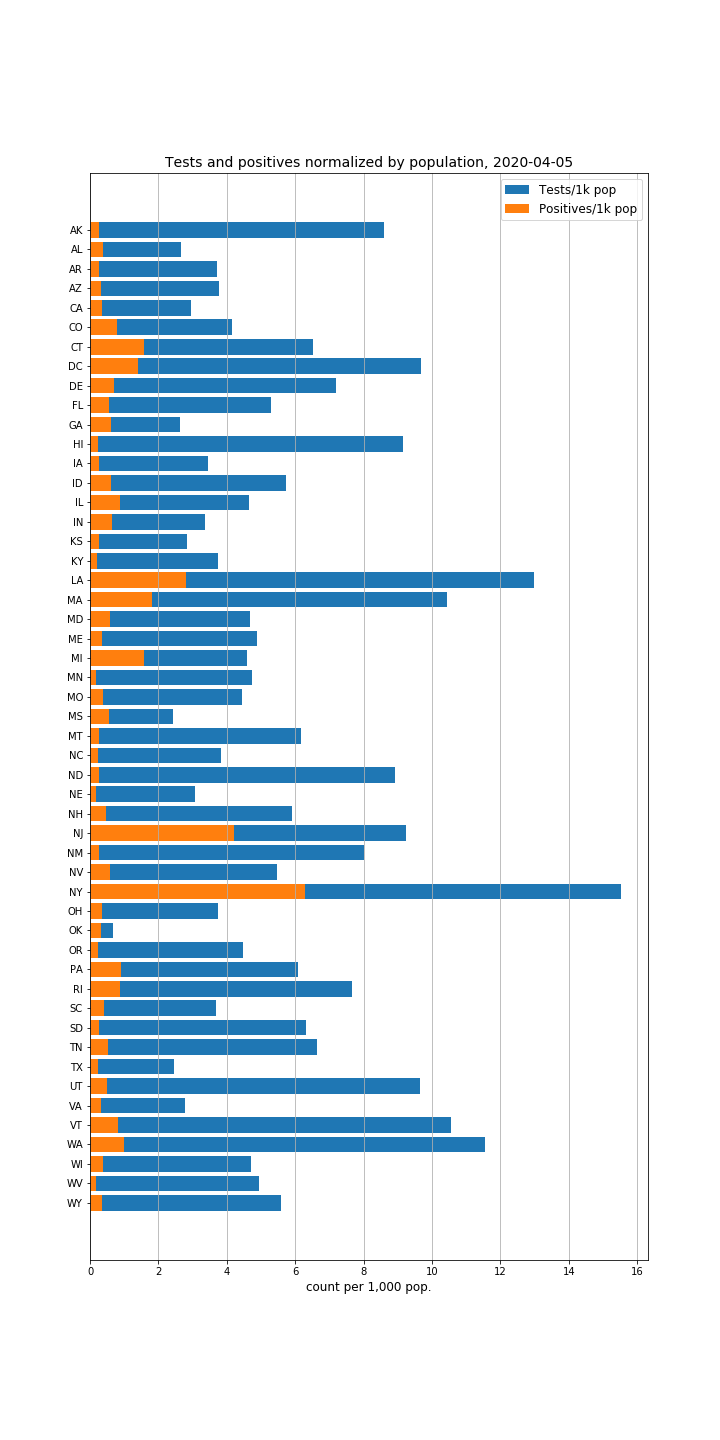 Tests and positives normalized by population, 2020-04-05
Tests/1k pop
Positives/1k pop
AK
AL
AR
AZ
CA
CO
CT
DC
DE
FL
GA
HI
IA
ID
IL
IN
KS
KY
LA
MA
MD
ME
MI
MN
MO
MS
MT
NC
ND
NE
NH
NJ
NM
NV
NY
OH
OK
OR
PA
RI
SC
SD
TN
TX
UT
VA
VT
WA
WI
WV
WY
0 2 4 6 8 10 12 14 16
count per 1,000 pop.